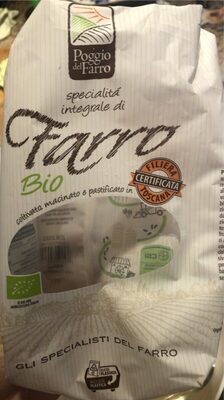 Poggio
del Farro
specialità
integrale di
Farro
Bio
coltivato macinato e pastificato in
FILIERA
CERTIFICATA
TOSCANA
GLI SPECIALISTI DEL FARRO